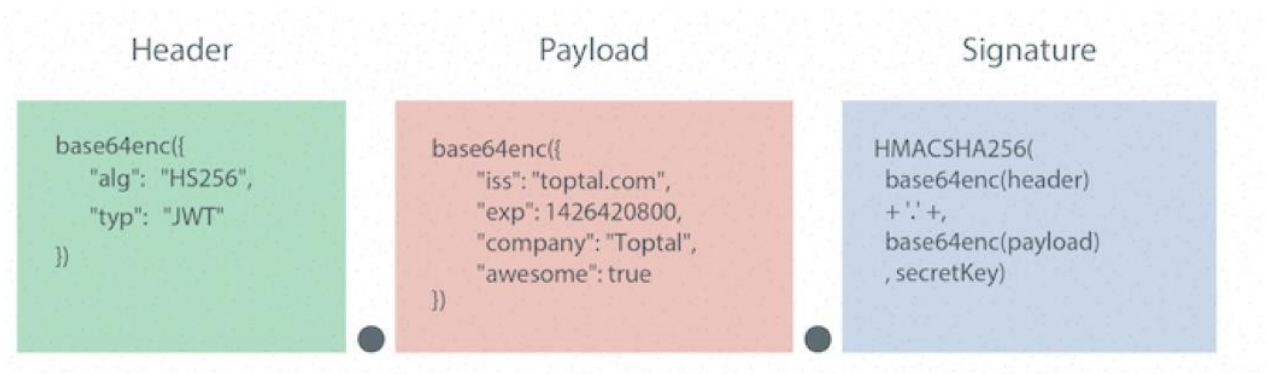 Header
base64enc({
"alg": "HS256",
"typ": "JWT"
})
Payload
base64enc({
"iss": "toptal.com",
"exp": 1426420800,
"company": "Toptal",
"awesome": true
})
Signature
HMACSHA256(
base64enc(header)
+ '.' +,
base64enc(payload)
, secretKey)